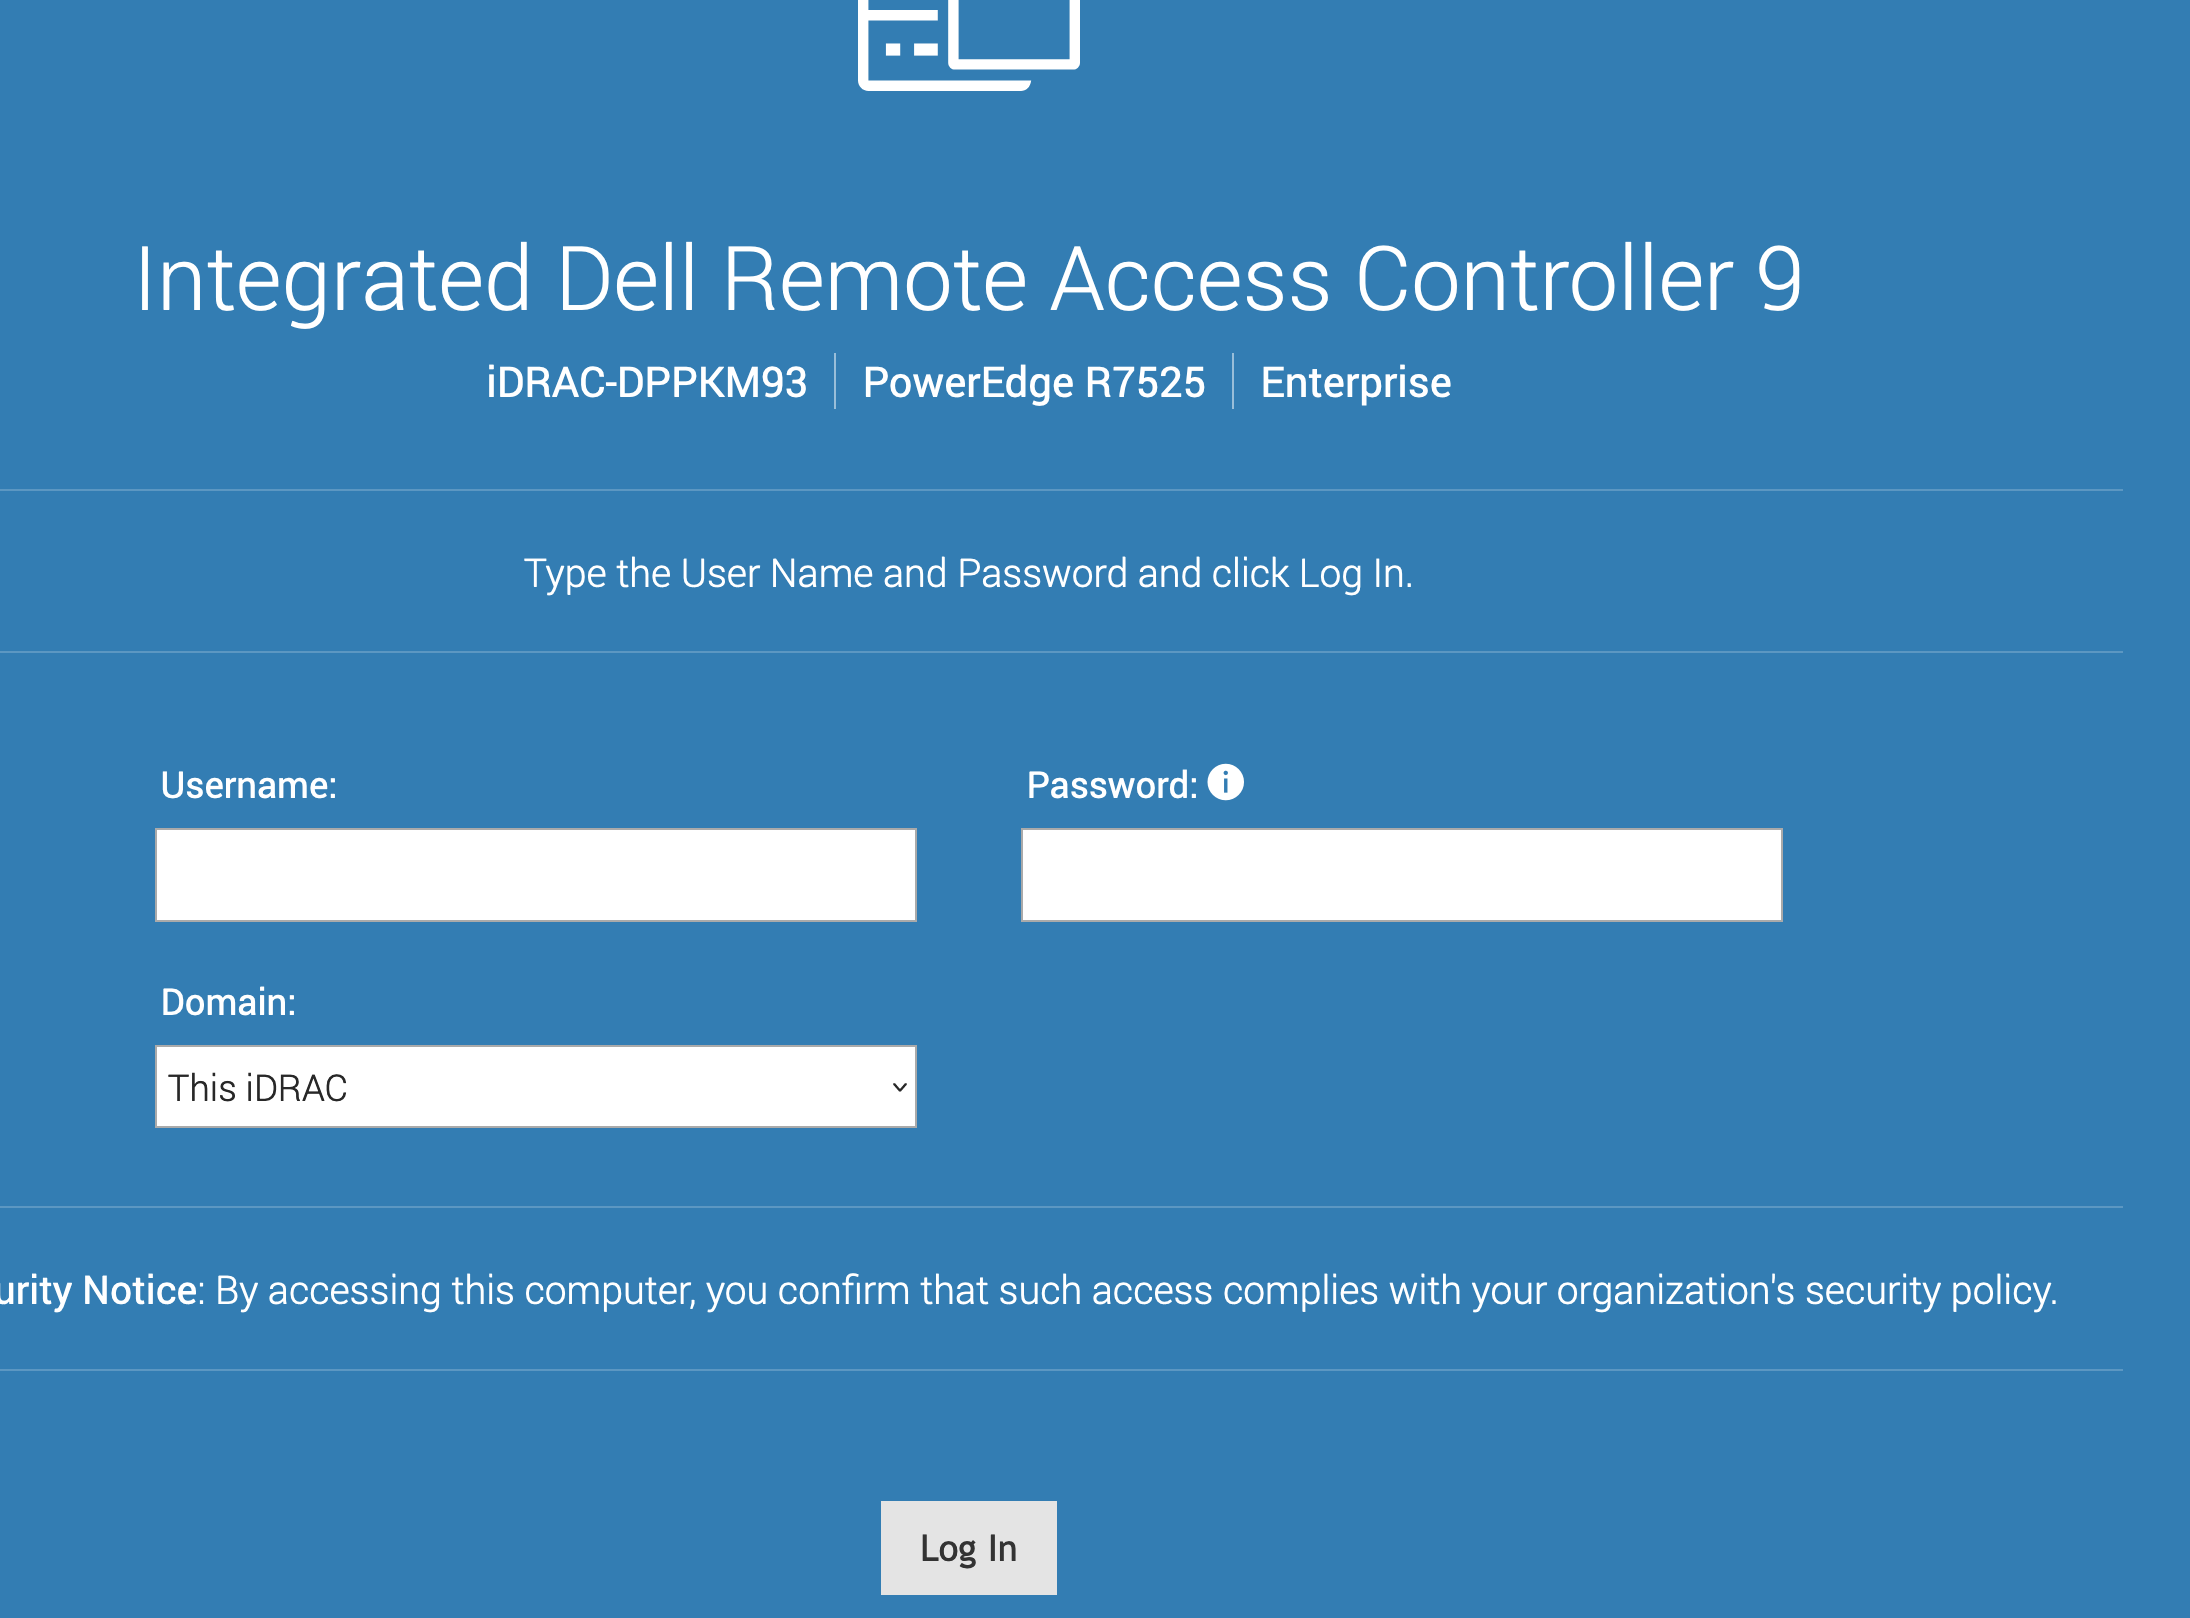 Integrated Dell Remote Access Controller 9
iDRAC-DPPKM93 PowerEdge R7525 Enterprise
Type the User Name and Password and click Log In.
Username:
Password: i
Domain:
This iDRAC
urity Notice: By accessing this computer, you confirm that such access complies with your organization's security policy.
Log In